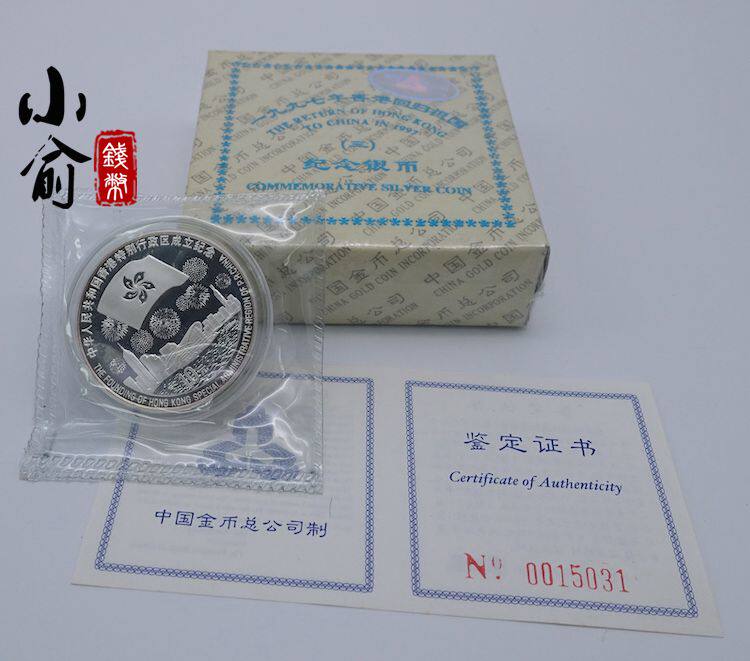 小俞
錢幣
一九九七年香港回归祖国
THE RETURN OF HONG KONG
TO CHINA IN 1997
(三)
纪念银币
COMMEMORATIVE SILVER COIN
中国金币总公司
CHINA GOLD COIN INCORPORATION
中华人民共和国香港特别行政区成立纪念
THE FOUNDING OF HONG KONG SPECIAL ADMINISTRATIVE REGION OF P.R.CHINA
中国金币总公司制
鉴定证书
Certificate of Authenticity
Nº 0015031